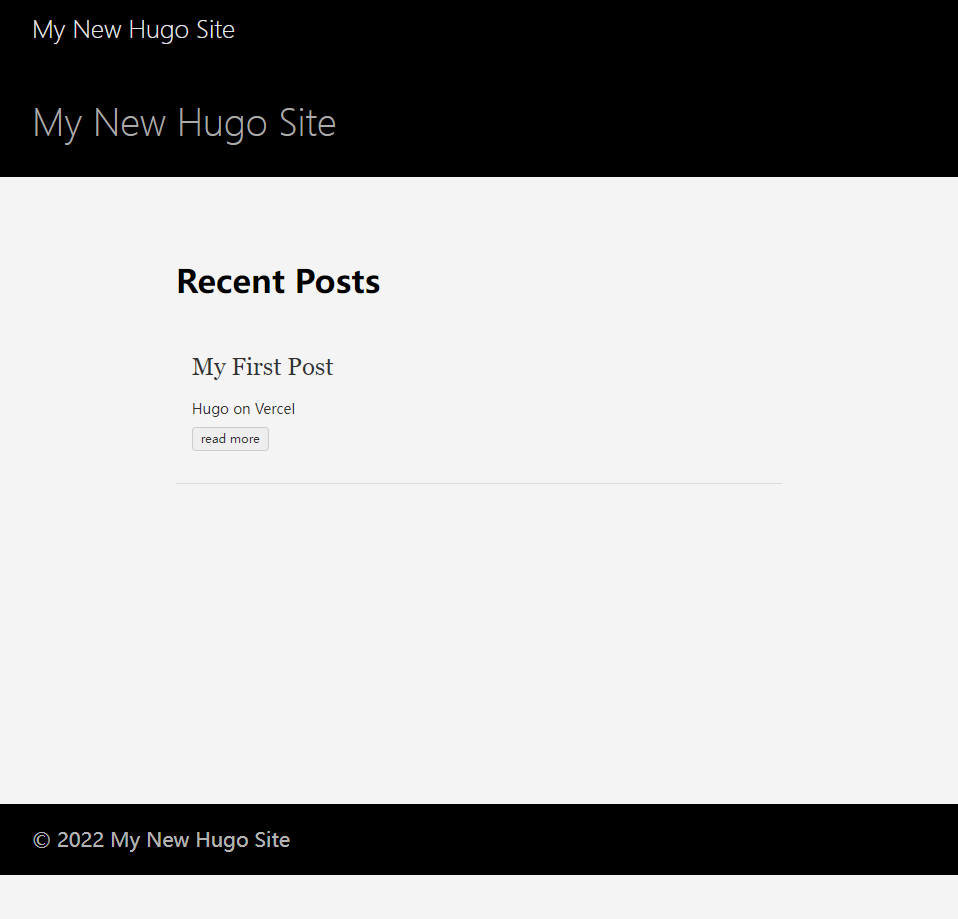 My New Hugo Site
My New Hugo Site
Recent Posts
My First Post
Hugo on Vercel
read more
© 2022 My New Hugo Site